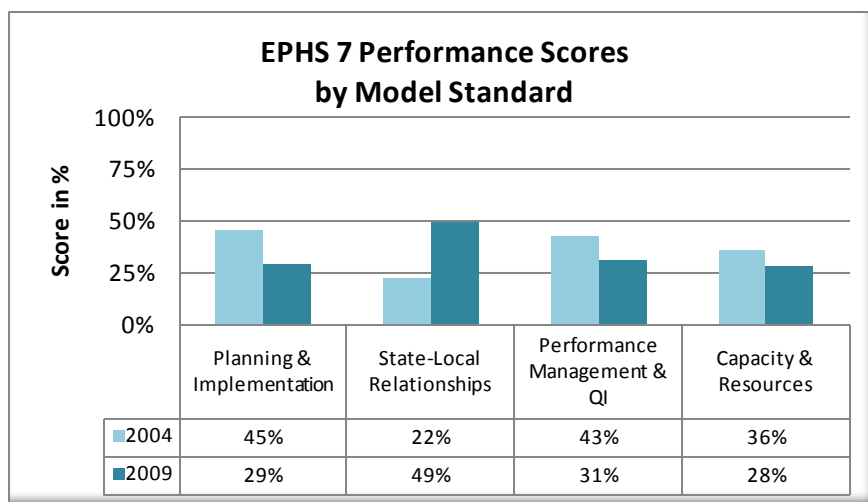 EPHS 7 Performance Scores
by Model Standard
100%
75%
50%
25%
0%
Score in %
Planning &
Implementation
State-Local
Relationships
Performance
Management &
QI
Capacity &
Resources
2004 45% 22% 43% 36%
2009 29% 49% 31% 28%